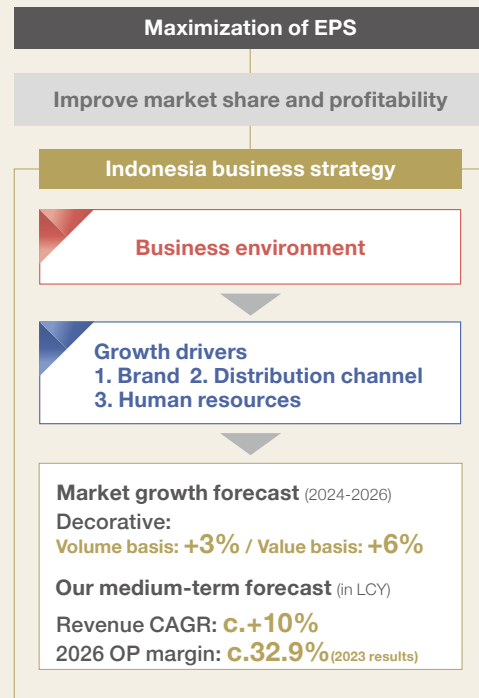 Maximization of EPS
Improve market share and profitability
Indonesia business strategy
Business environment
Growth drivers
1. Brand 2. Distribution channel
3. Human resources
Market growth forecast (2024-2026)
Decorative:
Volume basis: +3% / Value basis: +6%
Our medium-term forecast (in LCY)
Revenue CAGR: c.+10%
2026 OP margin: c.32.9% (2023 results)